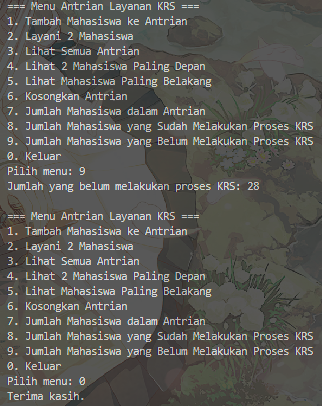 === Menu Antrian Layanan KRS ===
1. Tambah Mahasiswa ke Antrian
2. Layani 2 Mahasiswa
3. Lihat Semua Antrian
4. Lihat 2 Mahasiswa Paling Depan
5. Lihat Mahasiswa Paling Belakang
6. Kosongkan Antrian
7. Jumlah Mahasiswa dalam Antrian
8. Jumlah Mahasiswa yang Sudah Melakukan Proses KRS
9. Jumlah Mahasiswa yang Belum Melakukan Proses KRS
0. Keluar
Pilih menu: 9
Jumlah yang belum melakukan proses KRS: 28
=== Menu Antrian Layanan KRS ===
1. Tambah Mahasiswa ke Antrian
2. Layani 2 Mahasiswa
3. Lihat Semua Antrian
4. Lihat 2 Mahasiswa Paling Depan
5. Lihat Mahasiswa Paling Belakang
6. Kosongkan Antrian
7. Jumlah Mahasiswa dalam Antrian
8. Jumlah Mahasiswa yang Sudah Melakukan Proses KRS
9. Jumlah Mahasiswa yang Belum Melakukan Proses KRS
0. Keluar
Pilih menu: 0
Terima kasih.